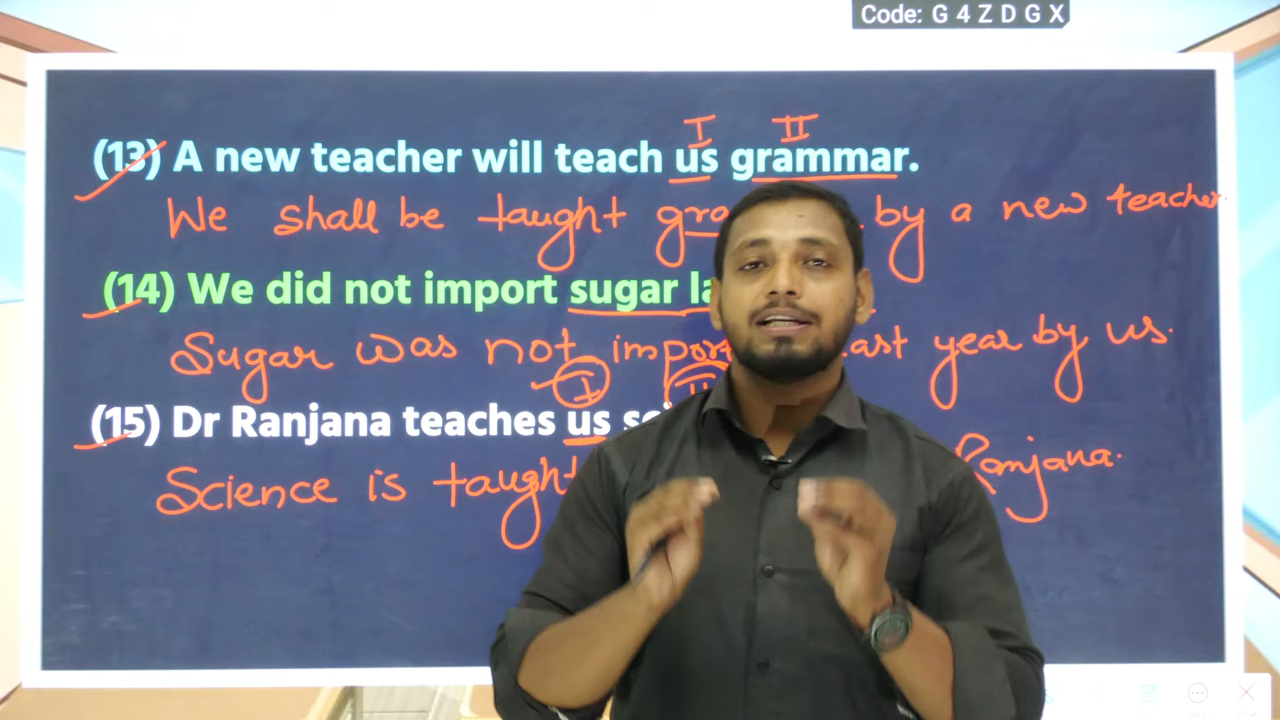 Code: G 4 Z D G X
I II
(13) A new teacher will teach us grammar.
We shall be taught by a new teacher
(14) We did not import sugar
Sugar was not year by us.
I
(15) Dr Ranjana teaches us
Science is taught Ranjana.